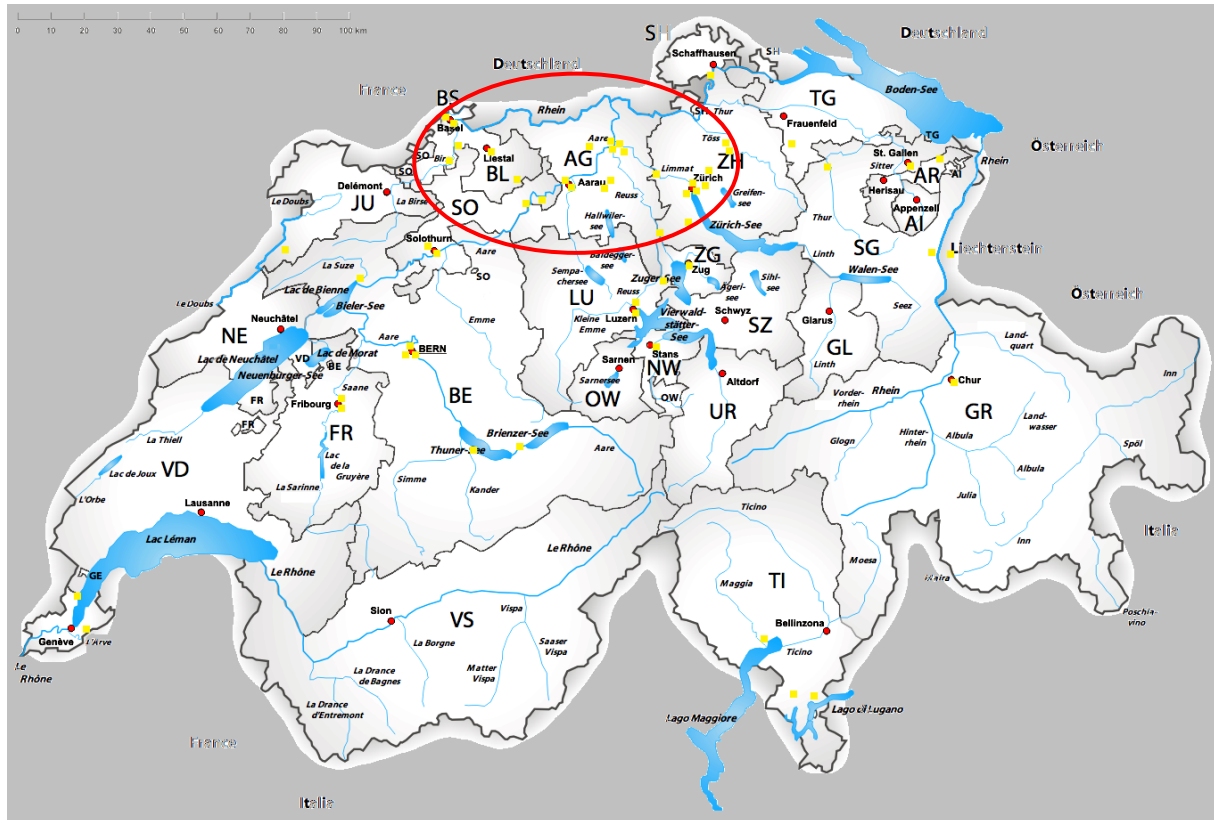 0 10 20 30 40 50 60 70 80 90 100 km
SH
Schaffhausen
SH
Deutschland
Deutschland
France
BS
Rhein
SH
Thur
TG
Boden-See
Basel
Frauenfeld
TG
Österreich
SO
Bir
Liestal
Aare
AG
Töss
ZH
St. Gallen
Sitter
AR
AI
Rhein
SO
BL
Limmat
Zürich
Herisau
Delémont
JU
La Birse
SO
Aarau
Reuss
Greifen-
see
Appenzell
AI
Le Doubs
Hallwiler-
see
Zürich-See
Thur
Solothurn
Aare
SG
Liechtenstein
La Suze
SO
Baldegger-
see
ZG
Zug
Linth
Walen-See
Lac de Bienne
Bieler-See
Sempa-
chersee
Zuger-See
Ägeri-
see
Sihl-
see
Österreich
Le Doubs
LU
Reuss
Seez
Neuchâtel
NE
Emme
Kleine
Emme
Luzern
Vierwald-
stätter-
See
Schwyz
SZ
Glarus
GL
Land-
quart
Lac de Neuchâtel
Neuenburger-See
VD
Lac de Morat
BE
Aare
BERN
Sarnen
Stans
NW
Linth
Inn
FR
Saane
Fribourg
BE
Sarnersee
OW
OW
Altdorf
UR
Vorder-
rhein
Rhein
Chur
GR
FR
FR
La Thiell
VD
Lac de Joux
L'Orbe
Lac
de la
Gruyère
La Sarinne
Thuner-See
Brienzer-See
Aare
Simme
Kander
Glogn
Hinter-
rhein
Albula
Land-
wasser
Albula
Julia
Spöl
Inn
Lausanne
Lac Léman
Le Rhône
Le Rhône
Ticino
Moesa
Maira
Italia
GE
Maggia
TI
Poschia-
vino
Genève
L'Arve
Le
Rhône
Sion
VS
Vispa
La Borgne
Saaser
Vispa
Matter
Vispa
La Drance
de Bagnes
La Drance
d'Entremont
Bellinzona
Ticino
Lago Maggiore
Lago di Lugano
France
Italia